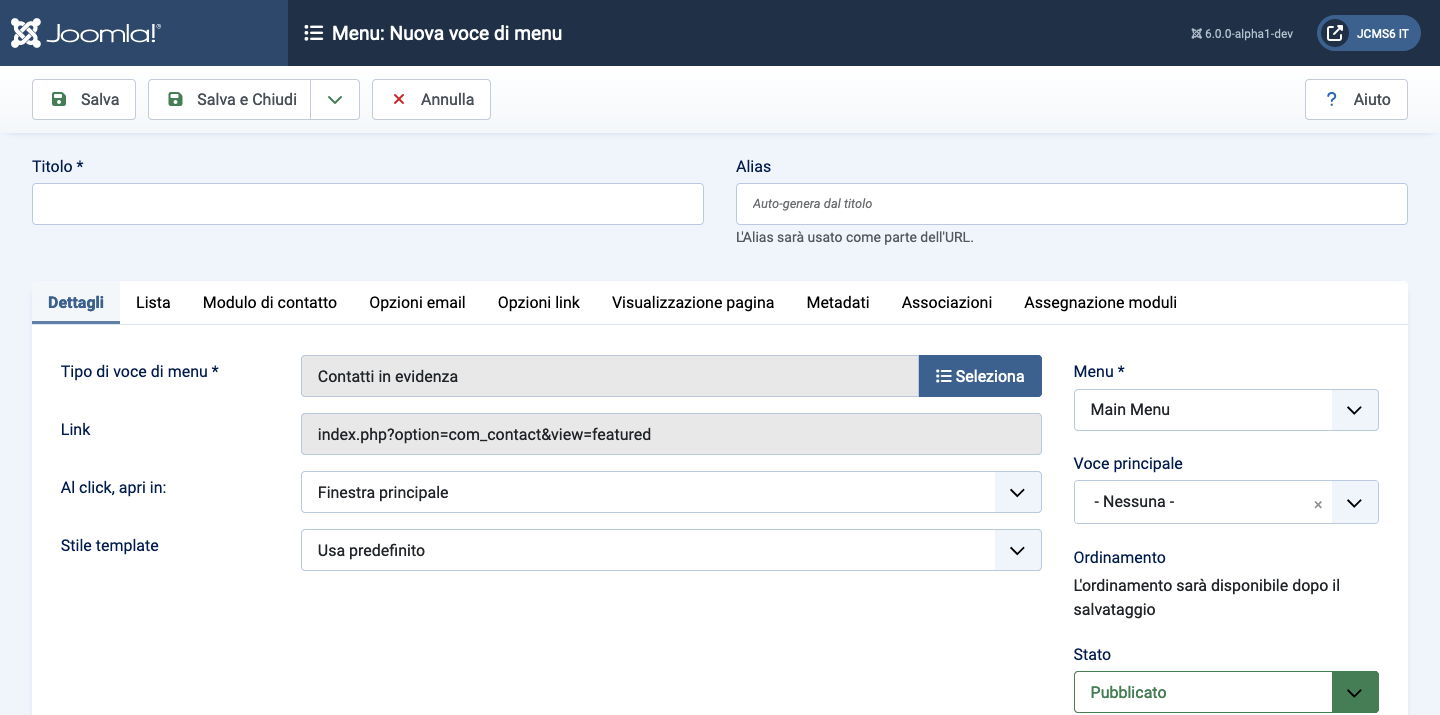 Joomla!®
Menu: Nuova voce di menu
6.0.0-alpha1-dev
JCMS6 IT
Salva
Salva e Chiudi
Annulla
? Aiuto
Titolo *
Alias
Auto-genera dal titolo
L'Alias sarà usato come parte dell'URL.
Dettagli Lista Modulo di contatto Opzioni email Opzioni link Visualizzazione pagina Metadati Associazioni Assegnazione moduli
Tipo di voce di menu *
Contatti in evidenza
Seleziona
Link
index.php?option=com_contact&view=featured
Al click, apri in:
Finestra principale
Stile template
Usa predefinito
Menu *
Main Menu
Voce principale
- Nessuna - ×
Ordinamento
L'ordinamento sarà disponibile dopo il
salvataggio
Stato
Pubblicato